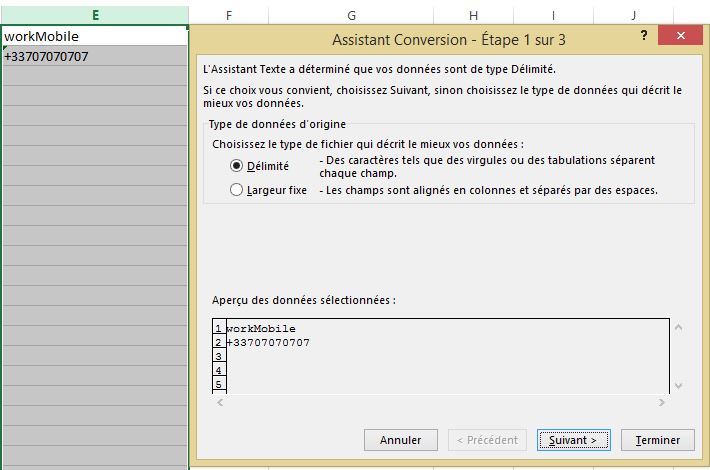 E F G H I J
workMobile
+33707070707
Assistant Conversion - Étape 1 sur 3 ? ×
L'Assistant Texte a déterminé que vos données sont de type Délimité.
Si ce choix vous convient, choisissez Suivant, sinon choisissez le type de données qui décrit le
mieux vos données.
Type de données d'origine
Choisissez le type de fichier qui décrit le mieux vos données :
Délimité - Des caractères tels que des virgules ou des tabulations séparent
chaque champ.
Largeur fixe - Les champs sont alignés en colonnes et séparés par des espaces.
Aperçu des données sélectionnées :
1 workMobile
2 +33707070707
3
4
5
Annuler < Précédent Suivant > Terminer